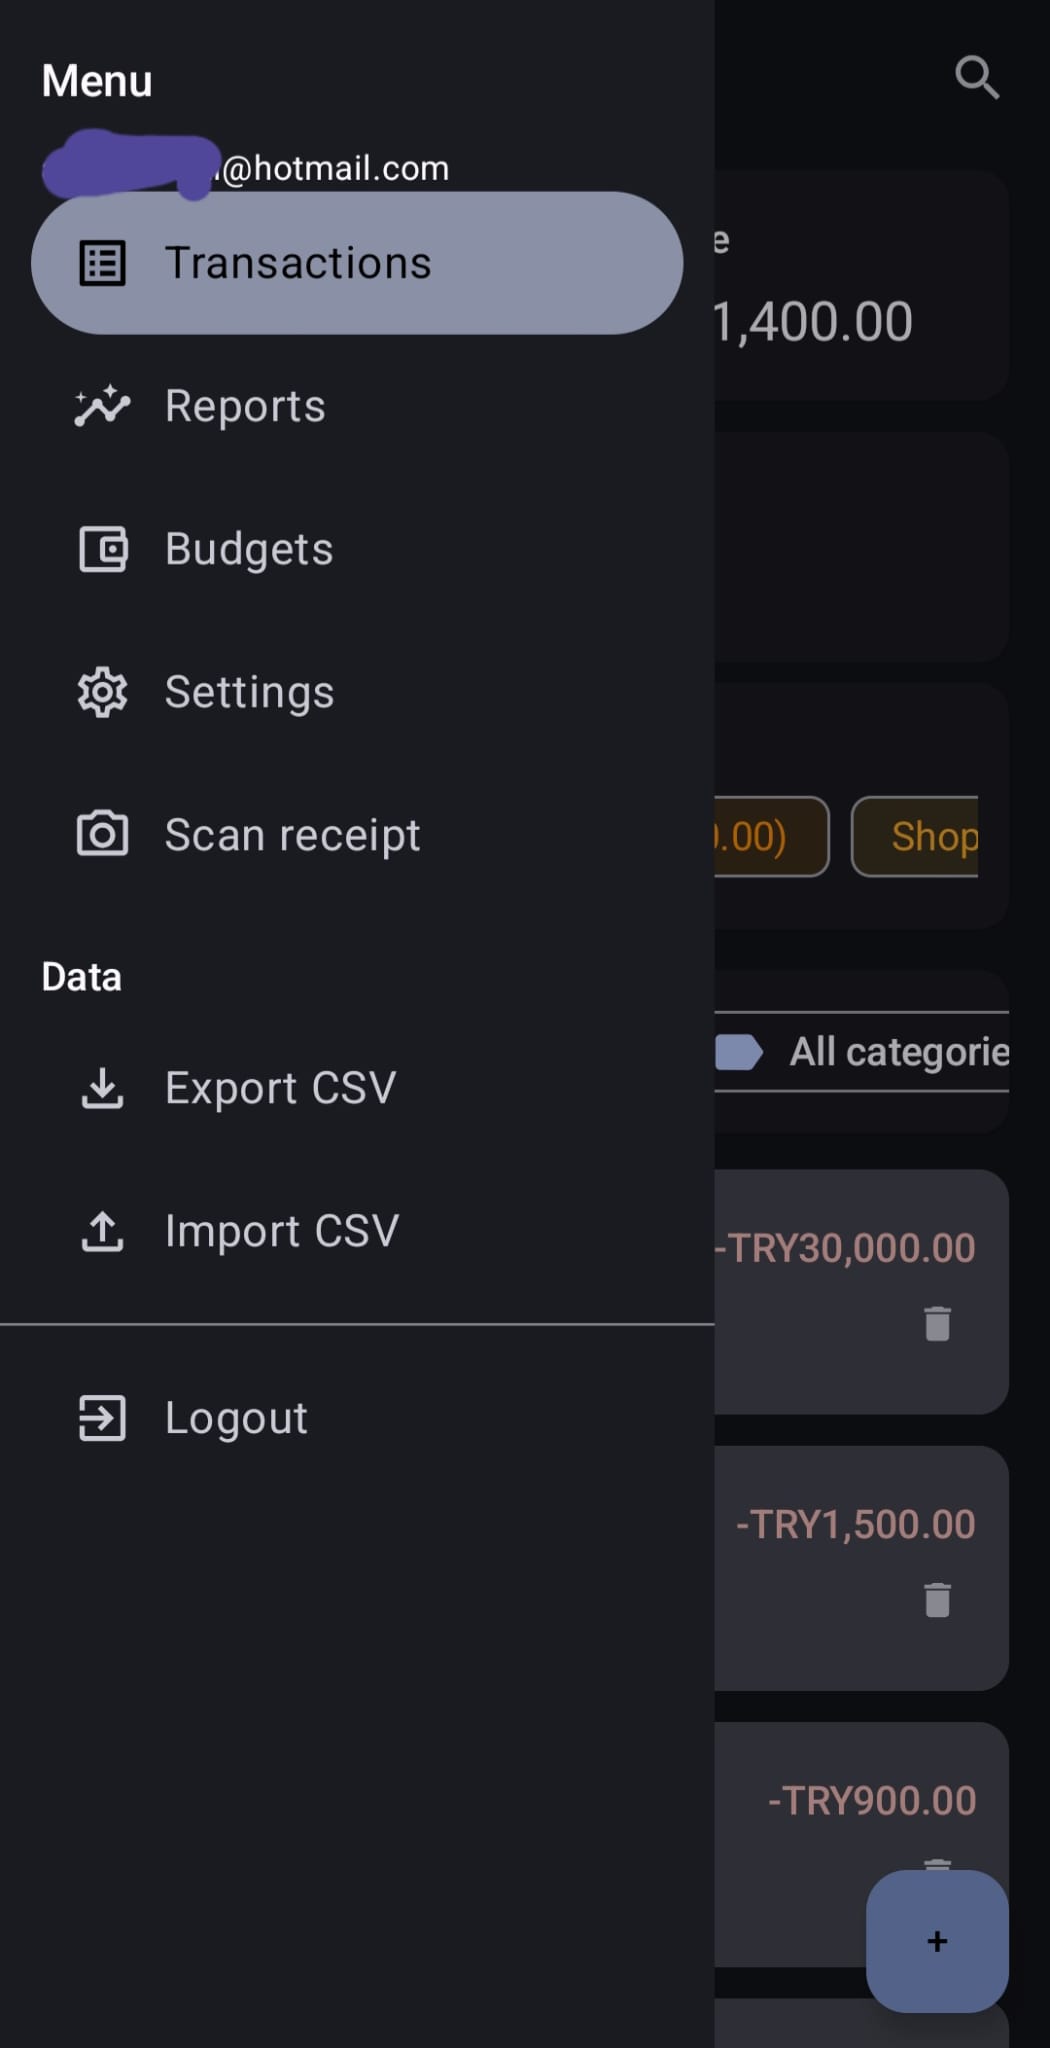 Menu
@hotmail.com
Transactions
1,400.00
Reports
Budgets
Settings
Scan receipt
.00)
Shop
Data
All categorie
Export CSV
Import CSV
-TRY30,000.00
Logout
-TRY1,500.00
-TRY900.00
+